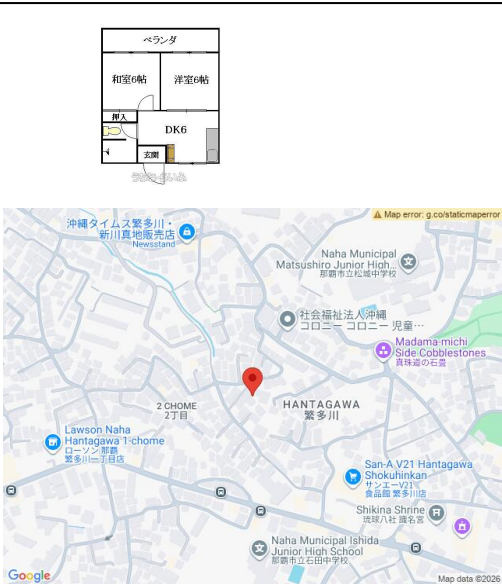 ベランダ
和室6帖
洋室6帖
押入
DK6
玄関
Map error: g.co/staticmaperror
沖縄タイムス繁多川・
新川真地販売店
Newsstand
Naha Municipal
Matsushiro Junior High...
那覇市立松城中学校
社会福祉法人沖縄
コロニー コロニー 児童…
Madama-michi
Side Cobblestones
真珠道の石畳
2 CHOME
2丁目
HANTAGAWA
繁多川
Lawson Naha
Hantagawa 1-chome
ローソン 那覇
繁多川一丁目店
San-A V21 Hantagawa
Shokuhinkan
サンエーV21
食品館 繁多川店
Shikina Shrine
琉球八社 識名宮
Naha Municipal Ishida
Junior High School
那覇市立石田中学校
Google
Map data ©2026